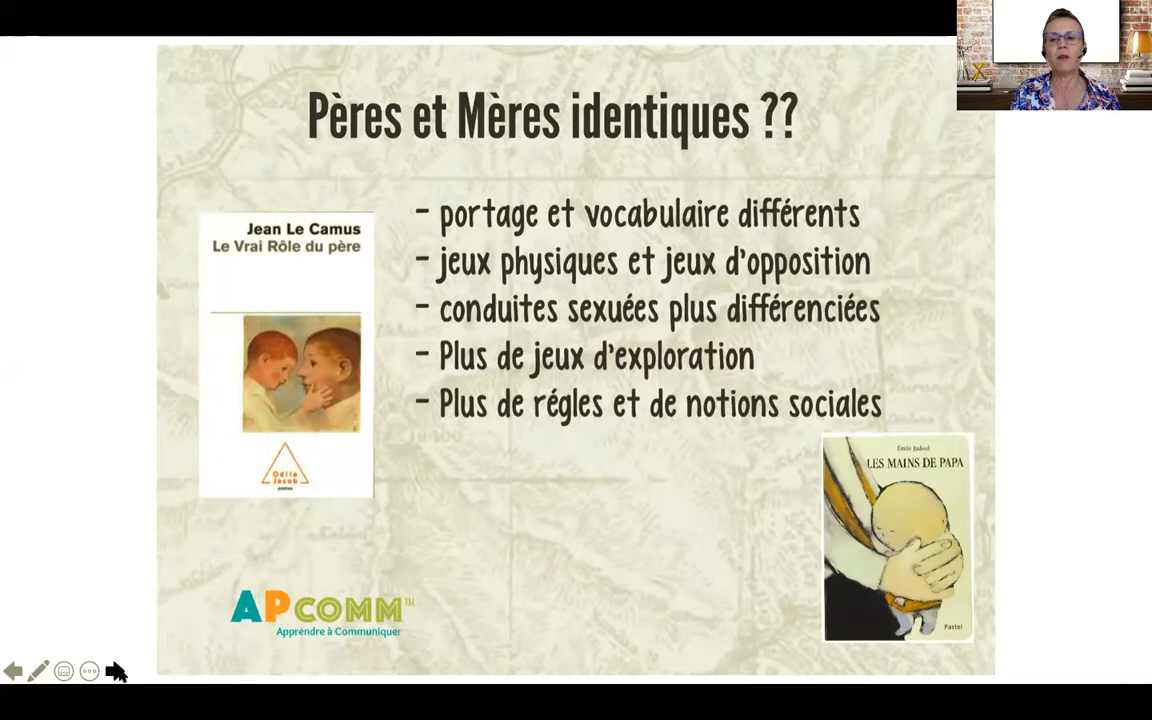 Pères et Mères identiques ??
Jean Le Camus
Le Vrai Rôle du père
Odile
Jacob
poches
- portage et vocabulaire différents
- jeux physiques et jeux d'opposition
- conduites sexuées plus différenciées
- Plus de jeux d'exploration
- Plus de régles et de notions sociales
Emile Jadoul
LES MAINS DE PAPA
Pastel
APCOMM™
Apprendre à Communiquer